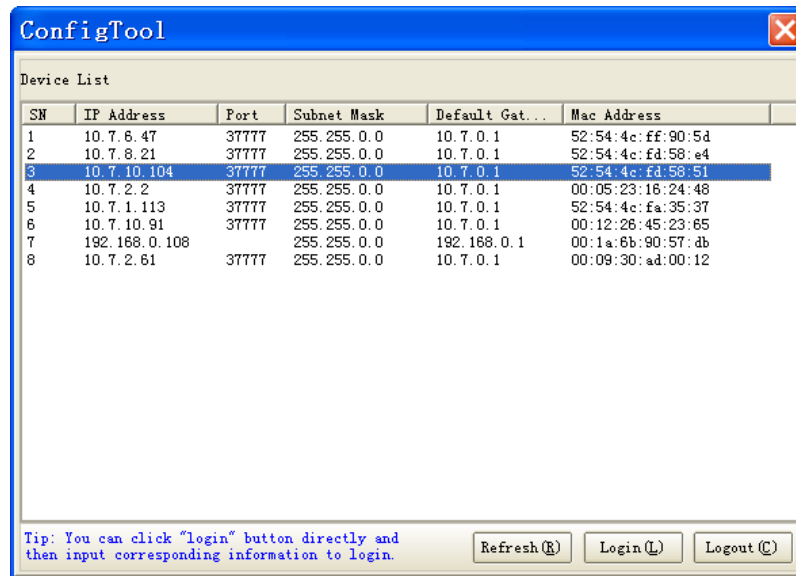 ConfigTool
Device List
SN IP Address Port Subnet Mask Default Gat... Mac Address
1 10.7.6.47 37777 255.255.0.0 10.7.0.1 52:54:4c:ff:90:5d
2 10.7.8.21 37777 255.255.0.0 10.7.0.1 52:54:4c:fd:58:e4
3 10.7.10.104 37777 255.255.0.0 10.7.0.1 52:54:4c:fd:58:51
4 10.7.2.2 37777 255.255.0.0 10.7.0.1 00:05:23:16:24:48
5 10.7.1.113 37777 255.255.0.0 10.7.0.1 52:54:4c:fa:35:37
6 10.7.10.91 37777 255.255.0.0 10.7.0.1 00:12:26:45:23:65
7 192.168.0.108 255.255.0.0 192.168.0.1 00:1a:6b:90:57:db
8 10.7.2.61 37777 255.255.0.0 10.7.0.1 00:09:30:ad:00:12
Tip: You can click "login" button directly and
then input corresponding information to login.
Refresh(R) Login(L) Logout(C)